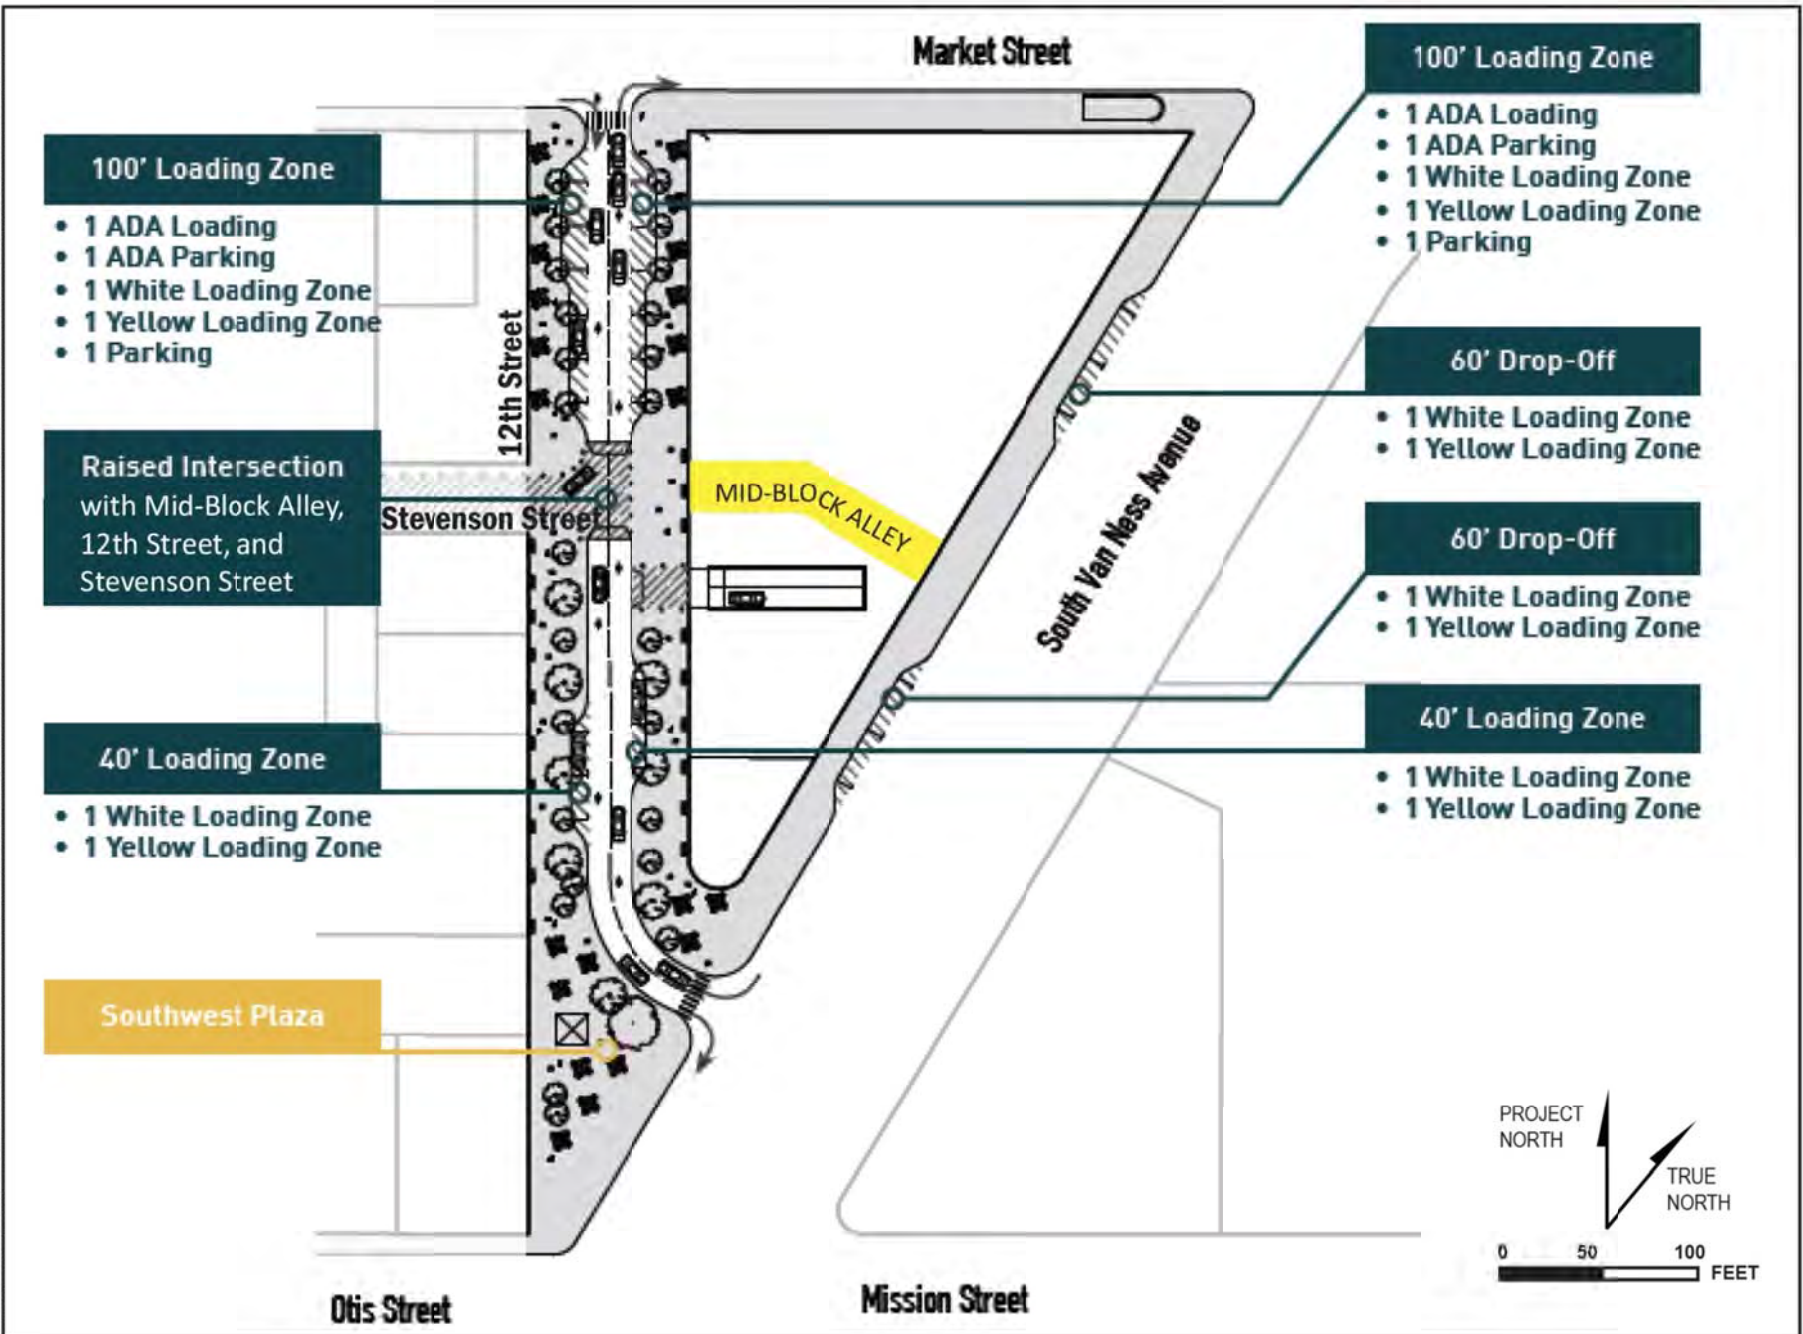 Market Street
100' Loading Zone
• 1 ADA Loading
• 1 ADA Parking
• 1 White Loading Zone
• 1 Yellow Loading Zone
• 1 Parking
100' Loading Zone
• 1 ADA Loading
• 1 ADA Parking
• 1 White Loading Zone
• 1 Yellow Loading Zone
• 1 Parking
12th Street
60' Drop-Off
• 1 White Loading Zone
• 1 Yellow Loading Zone
Raised Intersection
with Mid-Block Alley,
12th Street, and
Stevenson Street
Stevenson Street
MID-BLOCK ALLEY
South Van Ness Avenue
60' Drop-Off
• 1 White Loading Zone
• 1 Yellow Loading Zone
40' Loading Zone
• 1 White Loading Zone
• 1 Yellow Loading Zone
40' Loading Zone
• 1 White Loading Zone
• 1 Yellow Loading Zone
Southwest Plaza
PROJECT
NORTH
TRUE
NORTH
0 50 100
FEET
Otis Street
Mission Street